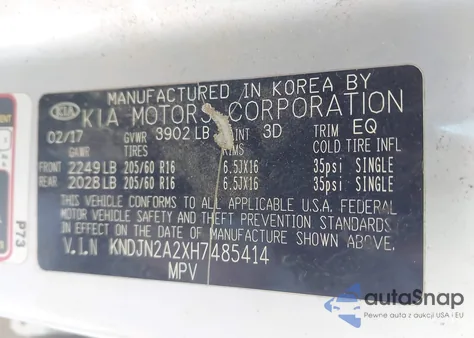 MANUFACTURED IN KOREA BY
KIA KIA MOTORS CORPORATION
02/17 GVWR 3902 LB INT 3D TRIM EQ
GAWR TIRES RIMS COLD TIRE INFL
FRONT 2249 LB 205/60 R16 6.5JX16 35psi SINGLE
REAR 2028 LB 205/60 R16 6.5JX16 35psi SINGLE
THIS VEHICLE CONFORMS TO ALL APPLICABLE U.S.A. FEDERAL
MOTOR VEHICLE SAFETY AND THEFT PREVENTION STANDARDS
IN EFFECT ON THE DATE OF MANUFACTURE SHOWN ABOVE.
V.I.N KNDJN2A2XH7485414
MPV
P73
autoSnap
Pewne auta z aukcji USA i EU